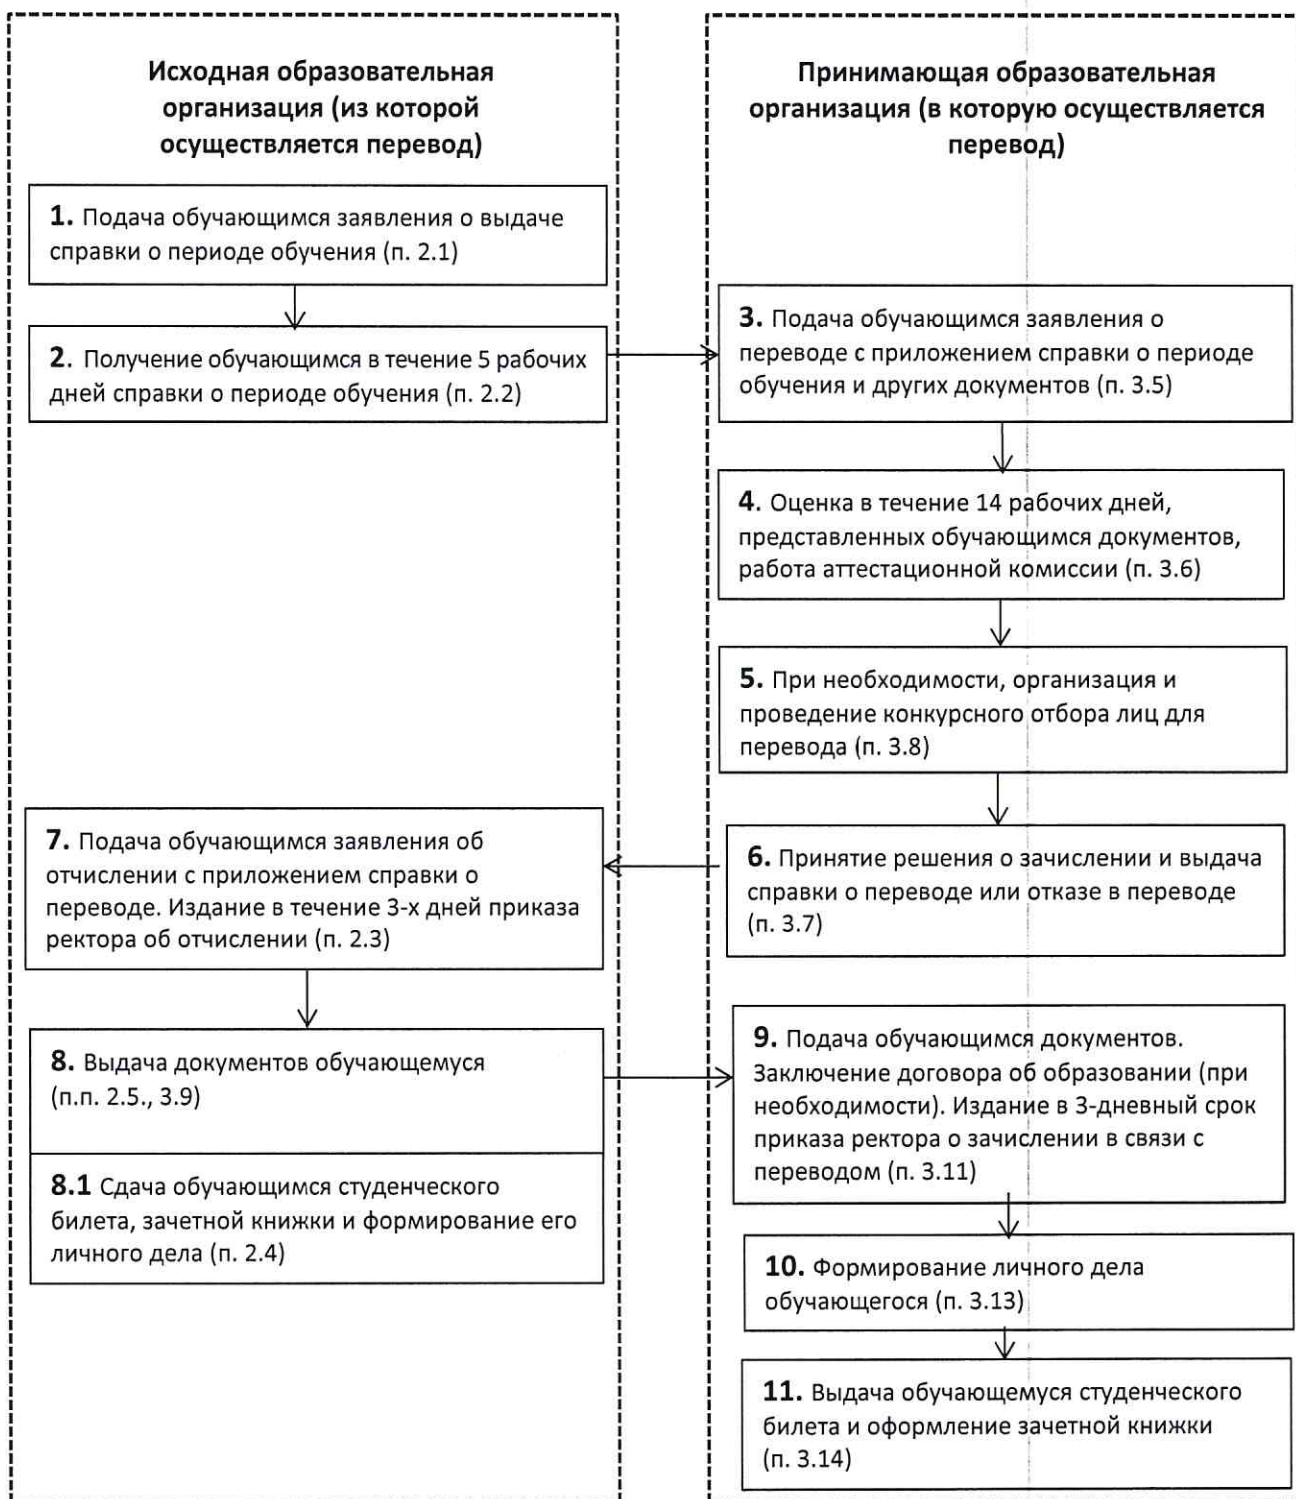 Исходная образовательная
организация (из которой
осуществляется перевод)
Принимающая образовательная
организация (в которую осуществляется
перевод)
1. Подача обучающимся заявления о выдаче
справки о периоде обучения (п. 2.1)
2. Получение обучающимся в течение 5 рабочих
дней справки о периоде обучения (п. 2.2)
3. Подача обучающимся заявления о
переводе с приложением справки о периоде
обучения и других документов (п. 3.5)
4. Оценка в течение 14 рабочих дней,
представленных обучающимся документов,
работа аттестационной комиссии (п. 3.6)
5. При необходимости, организация и
проведение конкурсного отбора лиц для
перевода (п. 3.8)
6. Принятие решения о зачислении и выдача
справки о переводе или отказе в переводе
(п. 3.7)
7. Подача обучающимся заявления об
отчислении с приложением справки о
переводе. Издание в течение 3-х дней приказа
ректора об отчислении (п. 2.3)
8. Выдача документов обучающемуся
(п.п. 2.5., 3.9)
8.1 Сдача обучающимся студенческого
билета, зачетной книжки и формирование его
личного дела (п. 2.4)
9. Подача обучающимся документов.
Заключение договора об образовании (при
необходимости). Издание в 3-дневный срок
приказа ректора о зачислении в связи с
переводом (п. 3.11)
10. Формирование личного дела
обучающегося (п. 3.13)
11. Выдача обучающемуся студенческого
билета и оформление зачетной книжки
(п. 3.14)